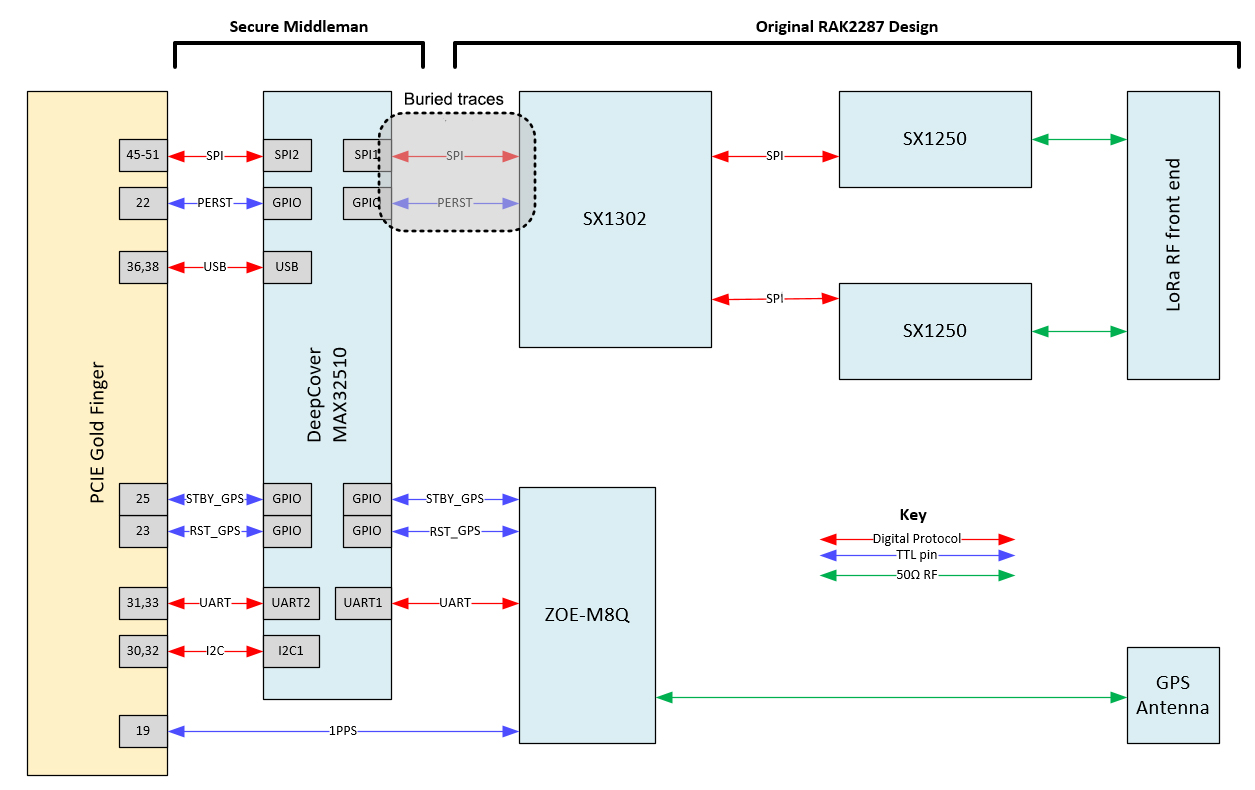 Secure Middleman
Original RAK2287 Design
Buried traces
45-51
SPI
SPI2
SPI1
SPI
SPI
SX1250
22
PERST
GPIO
GPIO
PERST
SX1302
36,38
USB
USB
SPI
SX1250
LoRa RF front end
PCIE Gold Finger
DeepCover
MAX32510
25
STBY_GPS
GPIO
GPIO
STBY_GPS
23
RST_GPS
GPIO
GPIO
RST_GPS
Key
Digital Protocol
TTL pin
50Ω RF
31,33
UART
UART2
UART1
UART
ZOE-M8Q
30,32
I2C
I2C1
19
1PPS
GPS
Antenna